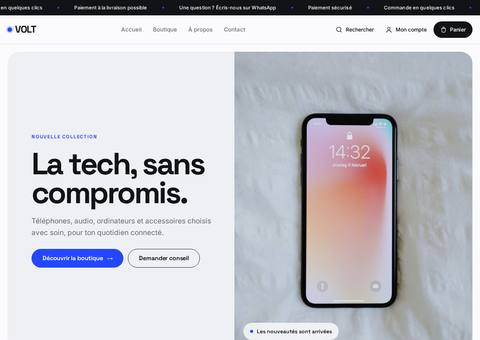 en quelques clics • Paiement à la livraison possible • Une question ? Écris-nous sur WhatsApp • Paiement sécurisé • Commande en quelques clics •
VOLT Accueil Boutique À propos Contact Rechercher Mon compte Panier
NOUVELLE COLLECTION
La tech, sans
compromis.
Téléphones, audio, ordinateurs et accessoires choisis
avec soin, pour ton quotidien connecté.
Découvrir la boutique → Demander conseil
14:32
Les nouveautés sont arrivées